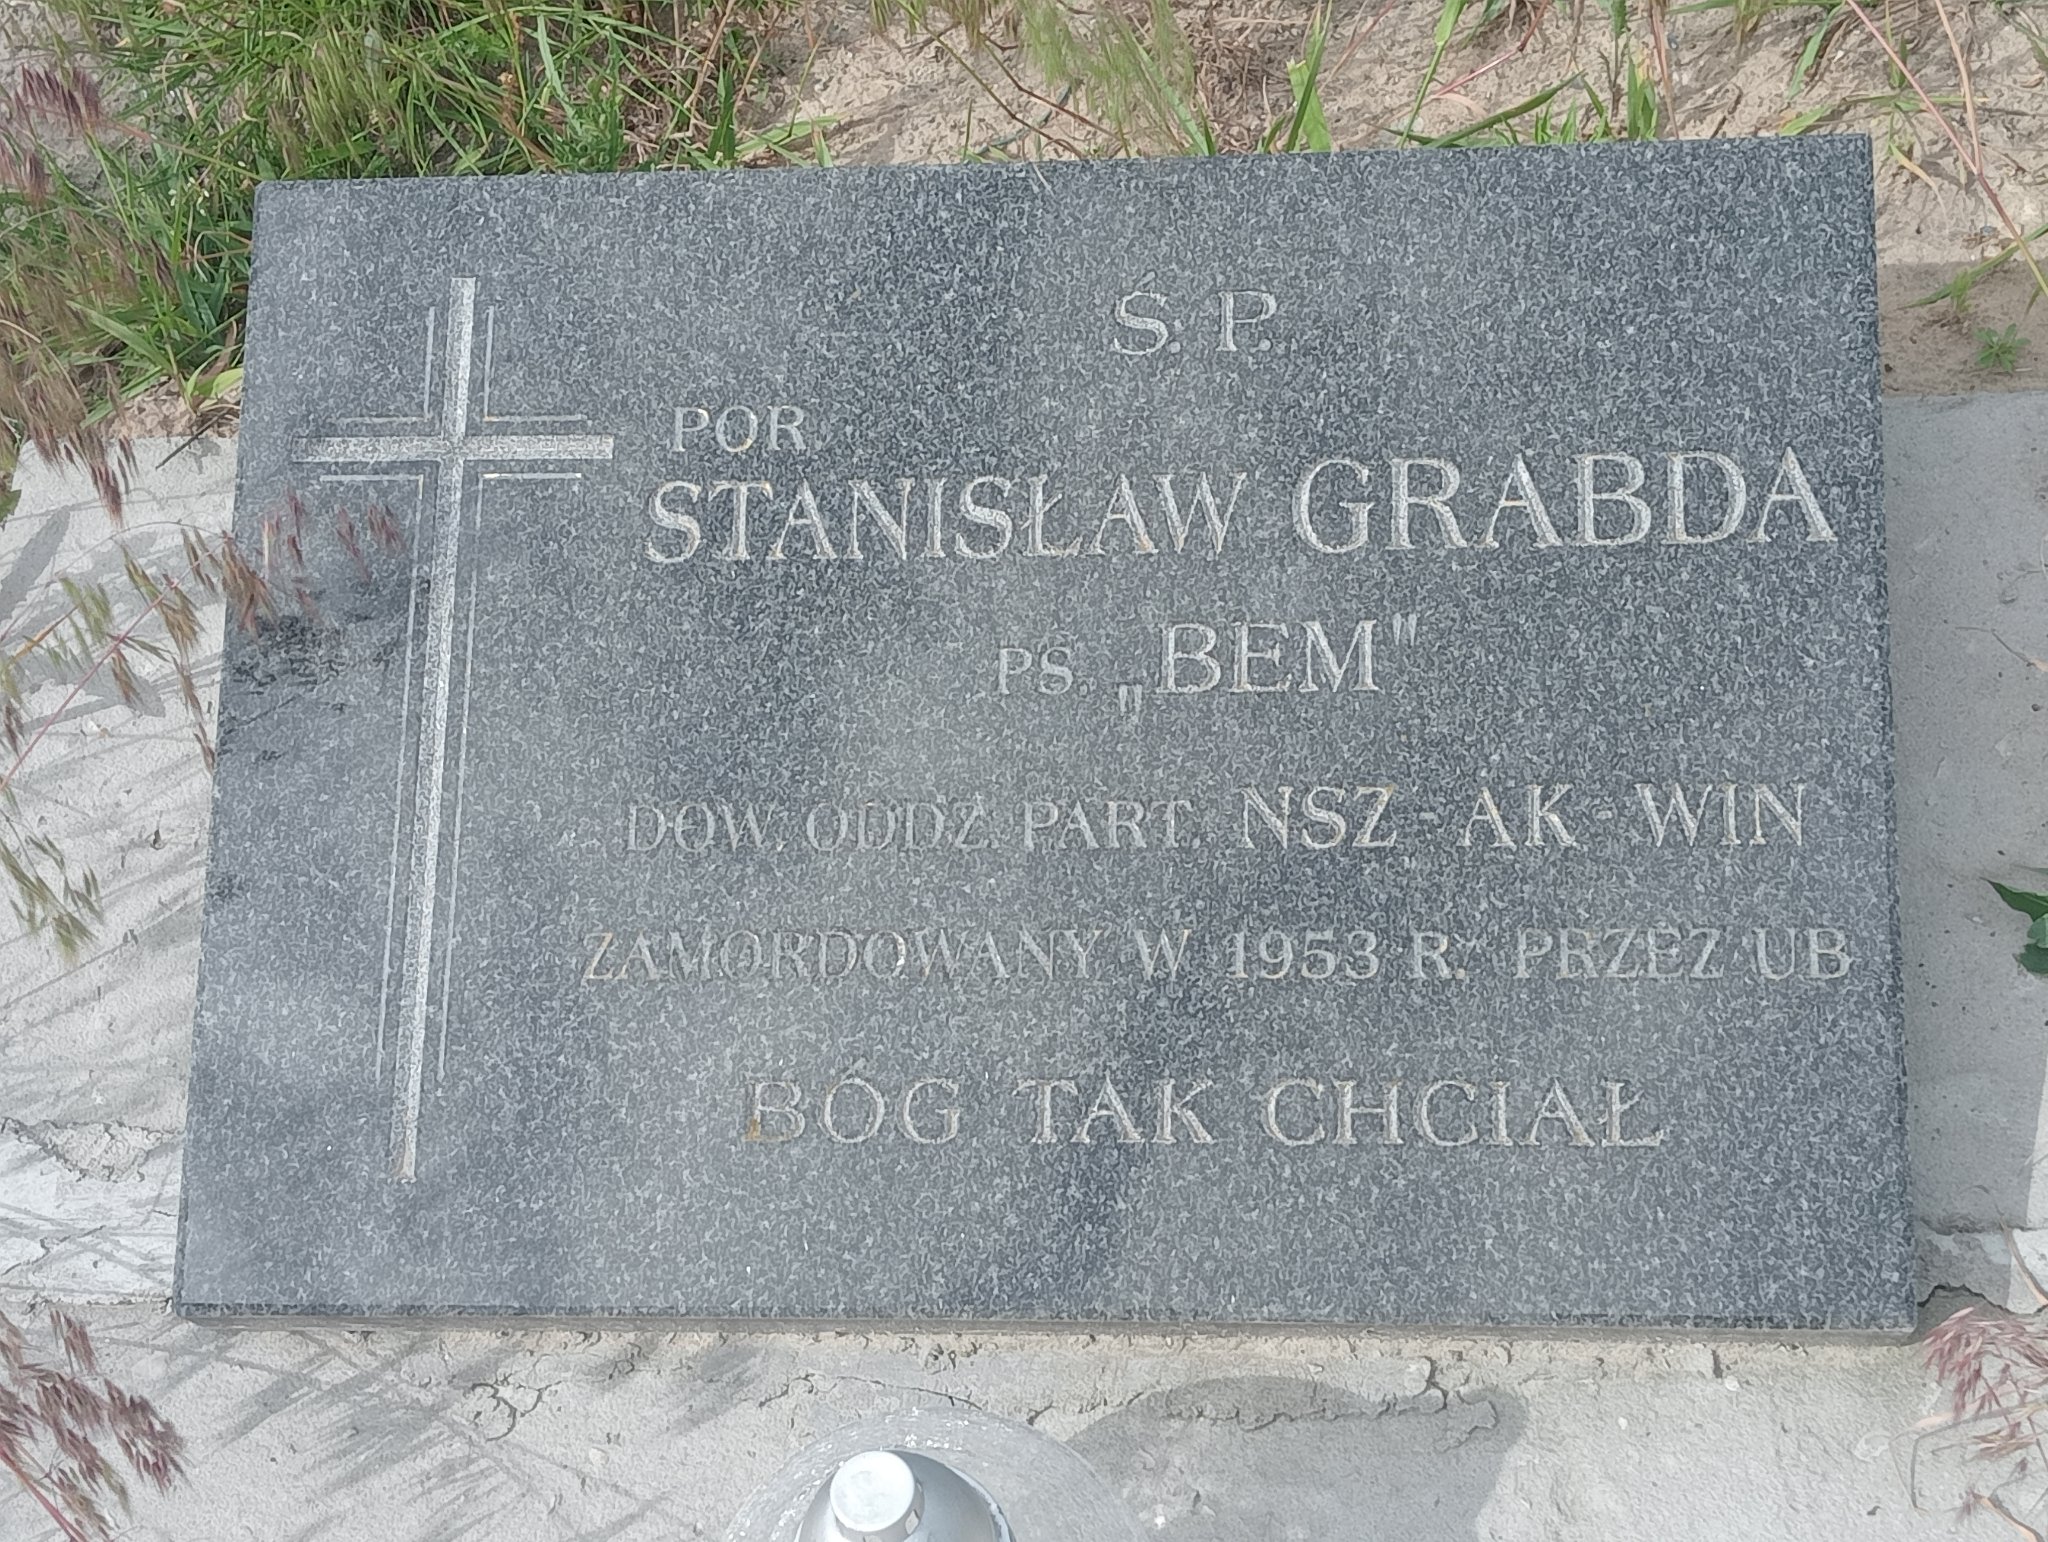 Ś. P.
POR.
STANISŁAW GRABDA
PS. „BEM"
DOW. ODDZ. PART. NSZ - AK - WIN
ZAMORDOWANY W 1953 R. PRZEZ UB
BÓG TAK CHCIAŁ